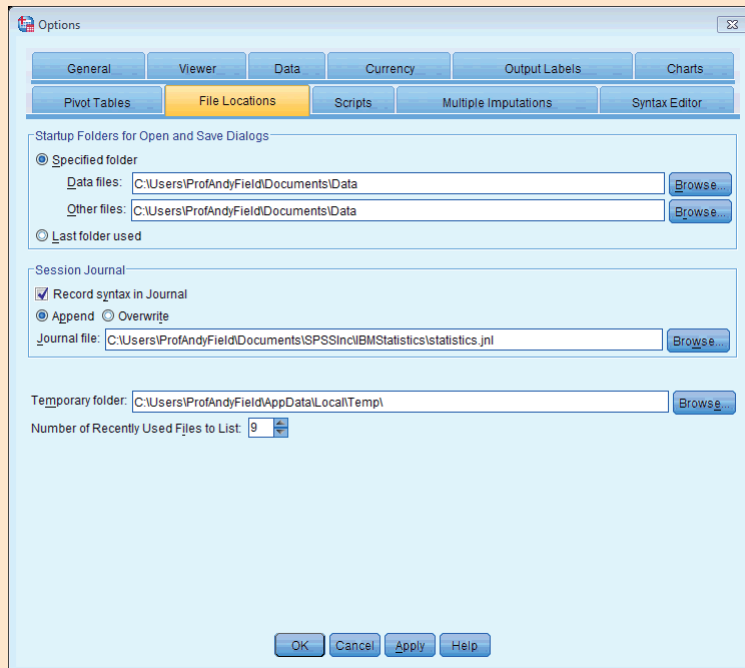 Options
General Viewer Data Currency Output Labels Charts
Pivot Tables File Locations Scripts Multiple Imputations Syntax Editor
Startup Folders for Open and Save Dialogs
Specified folder
Data files: C:\Users\ProfAndyField\Documents\Data Browse...
Other files: C:\Users\ProfAndyField\Documents\Data Browse...
Last folder used
Session Journal
Record syntax in Journal
Append Overwrite
Journal file: C:\Users\ProfAndyField\Documents\SPSSInc\IBMStatistics\statistics.jnl Browse...
Temporary folder: C:\Users\ProfAndyField\AppData\Local\Temp\ Browse...
Number of Recently Used Files to List: 9
OK Cancel Apply Help